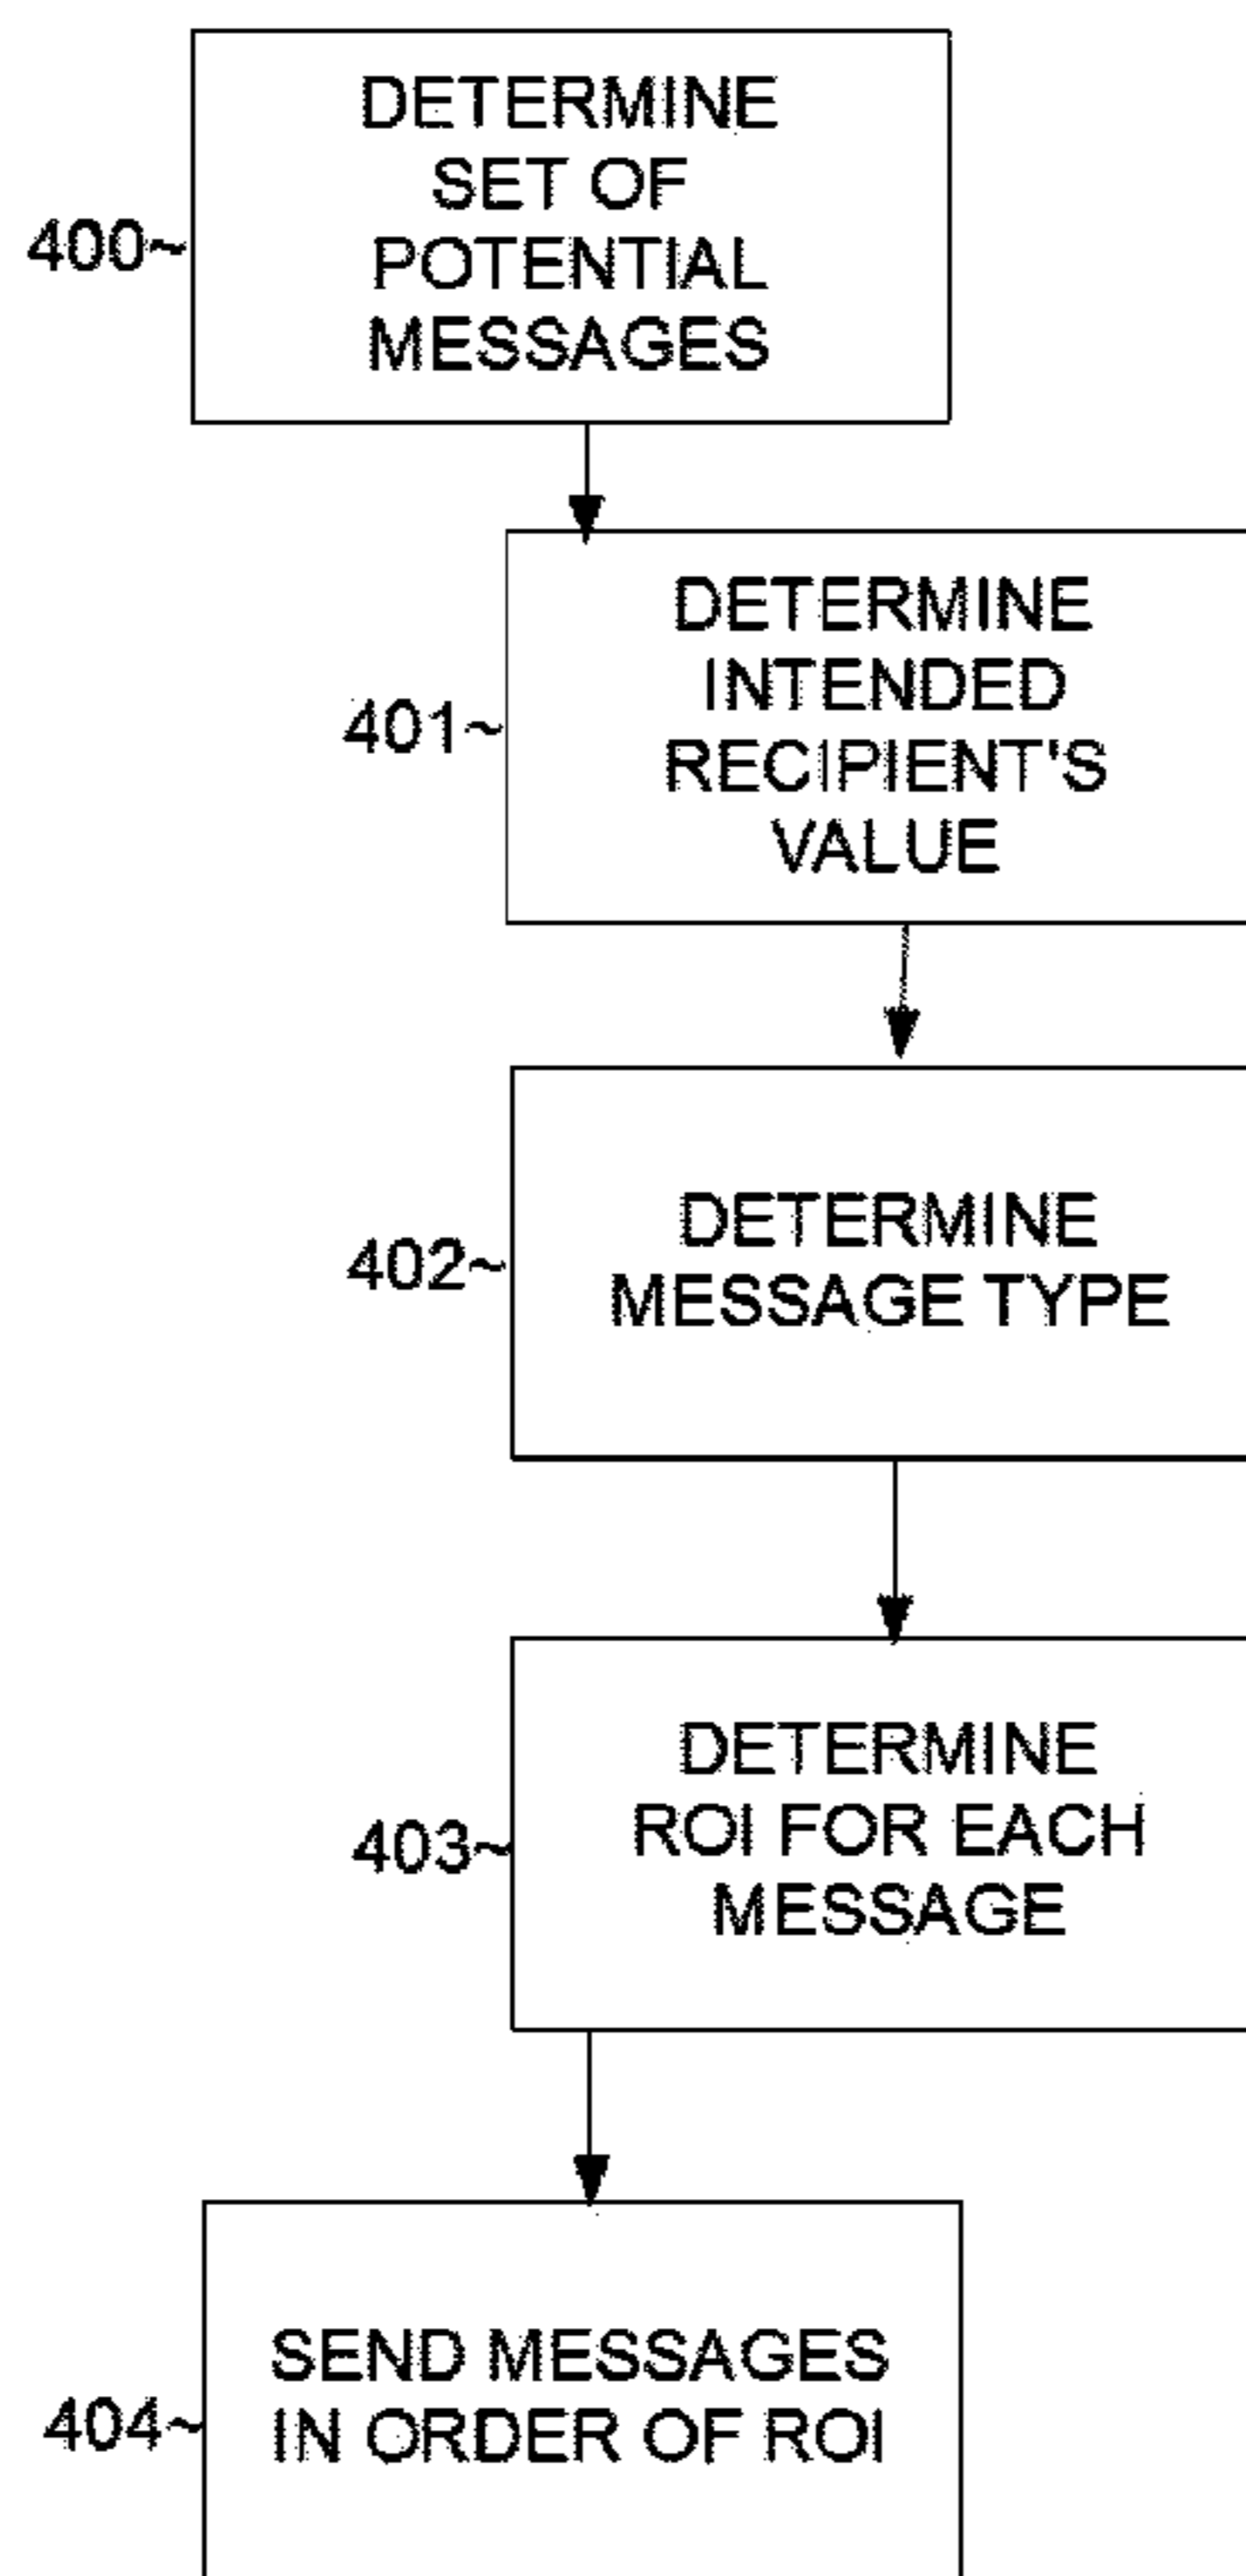 DETERMINE
SET OF
POTENTIAL
MESSAGES
400~
DETERMINE
INTENDED
RECIPIENT'S
VALUE
401~
DETERMINE
MESSAGE TYPE
402~
DETERMINE
ROI FOR EACH
MESSAGE
403~
SEND MESSAGES
IN ORDER OF ROI
404~